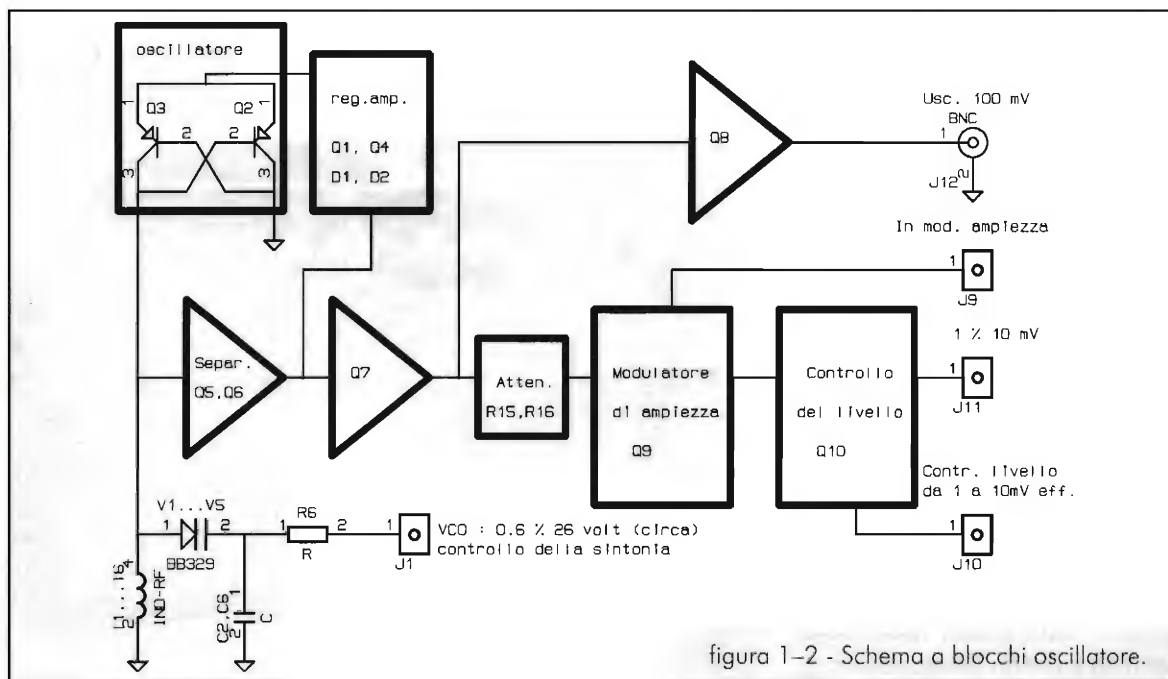 oscillatore
1
Q3
Q2
1
2
2
3
3
reg.amp.
Q1, Q4
D1, D2
Q8
Usc. 100 mV
BNC
1
2
J12
In mod. ampiezza
1
J9
Separ.
Q5,Q6
Q7
Atten.
R15,R16
Modulatore
di ampiezza
Q9
Controllo
del livello
Q10
1 % 10 mV
1
J11
Contr. livello
da 1 a 10mV eff.
1
J10
V1...V5
1
2
BB329
R6
1
2
R
1
J1
VCO : 0.6 % 26 volt (circa)
controllo della sintonia
4
L1...L6
2
IND-RF
C2,C6
1
2
C
figura 1–2 - Schema a blocchi oscillatore.